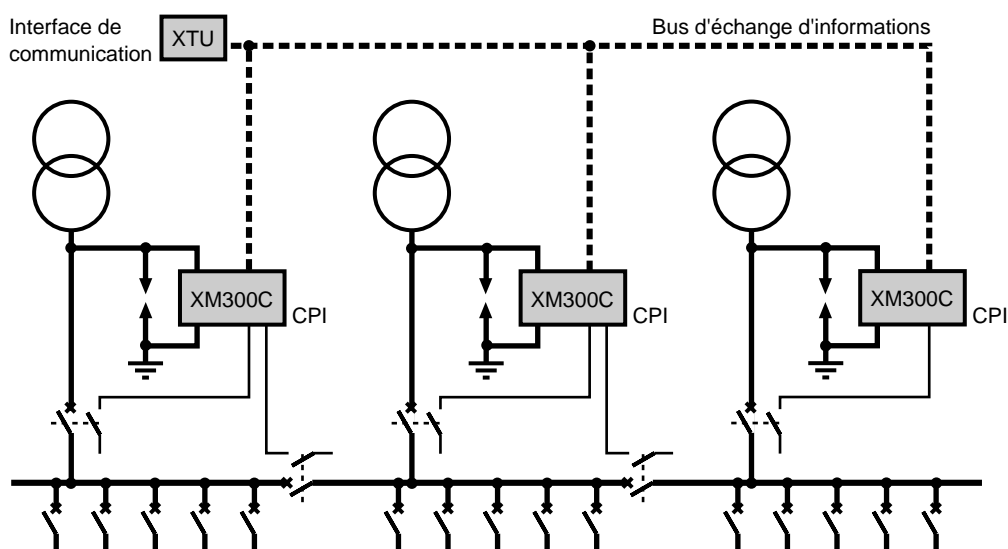 Interface de
communication
XTU
Bus d'échange d'informations
XM300C
CPI
XM300C
CPI
XM300C
CPI